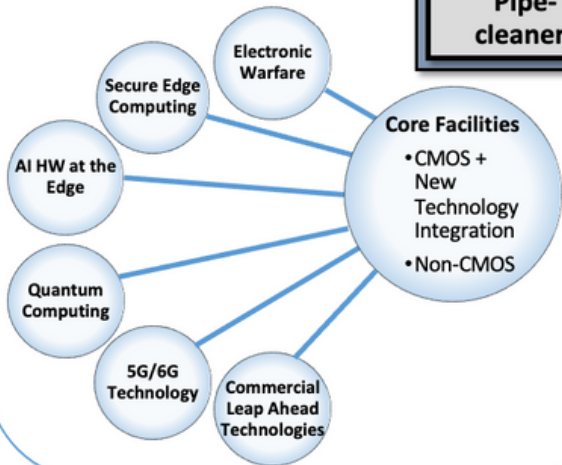 Pipe-
cleaner
Electronic
Warfare
Secure Edge
Computing
AI HW at the
Edge
Quantum
Computing
5G/6G
Technology
Commercial
Leap Ahead
Technologies
Core Facilities
•CMOS +
New
Technology
Integration
•Non-CMOS